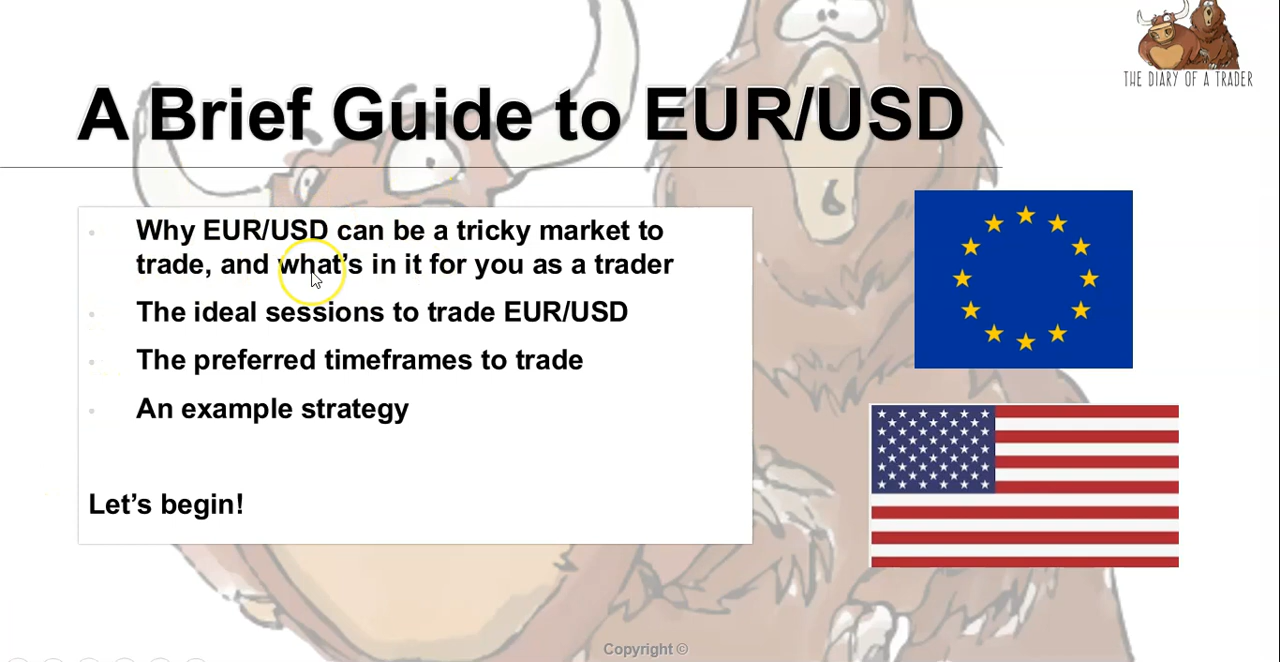 THE DIARY OF A TRADER
A Brief Guide to EUR/USD
Why EUR/USD can be a tricky market to
trade, and what’s in it for you as a trader
The ideal sessions to trade EUR/USD
The preferred timeframes to trade
An example strategy
Let’s begin!
Copyright ©